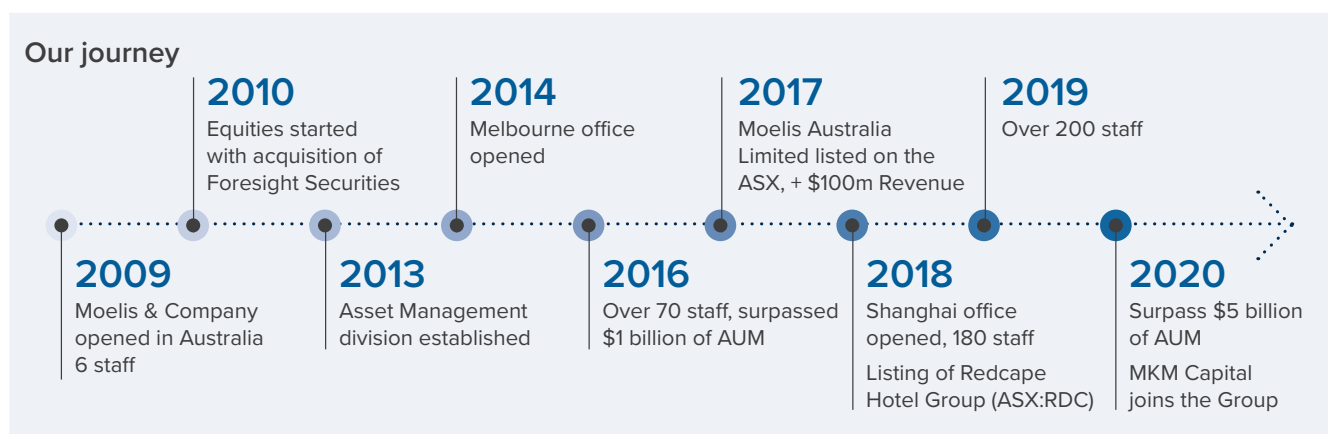 Our journey
2009
Moelis & Company
opened in Australia
6 staff
2010
Equities started
with acquisition of
Foresight Securities
2013
Asset Management
division established
2014
Melbourne office
opened
2016
Over 70 staff, surpassed
$1 billion of AUM
2017
Moelis Australia
Limited listed on the
ASX, + $100m Revenue
2018
Shanghai office
opened, 180 staff
Listing of Redcape
Hotel Group (ASX:RDC)
2019
Over 200 staff
2020
Surpass $5 billion
of AUM
MKM Capital
joins the Group